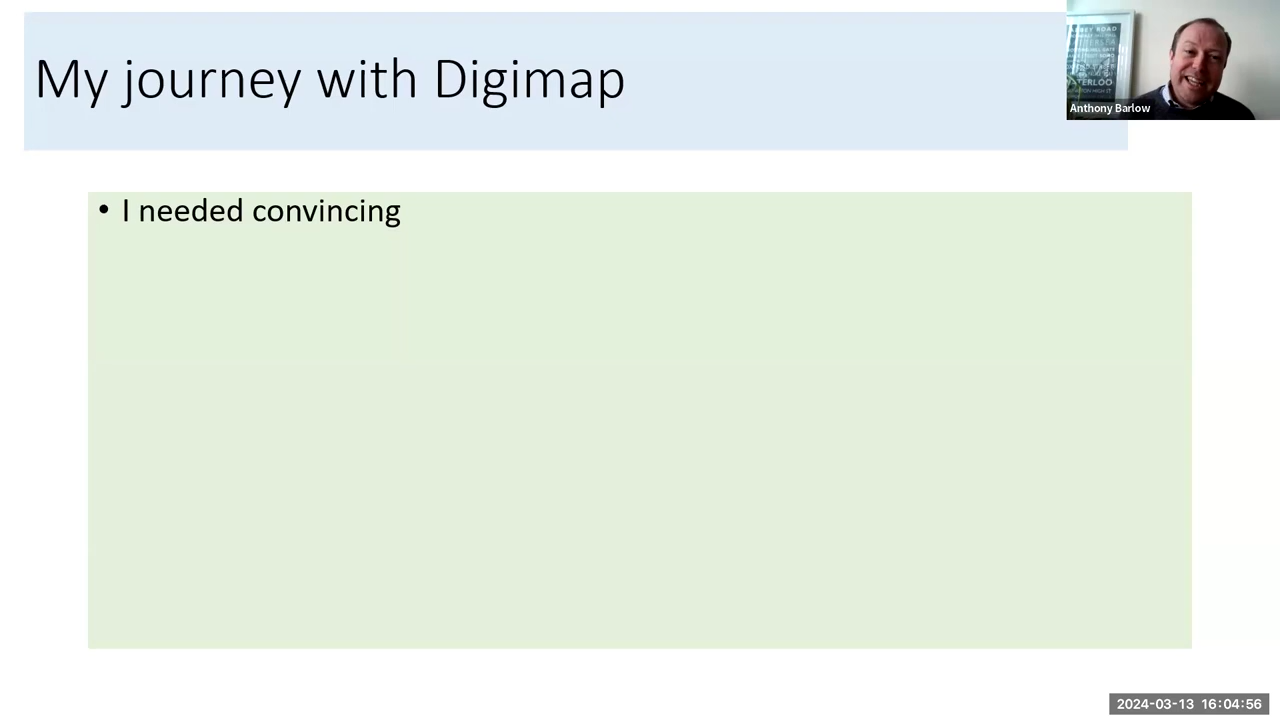 My journey with Digimap
Anthony Barlow
• I needed convincing
2024-03-13 16:04:56